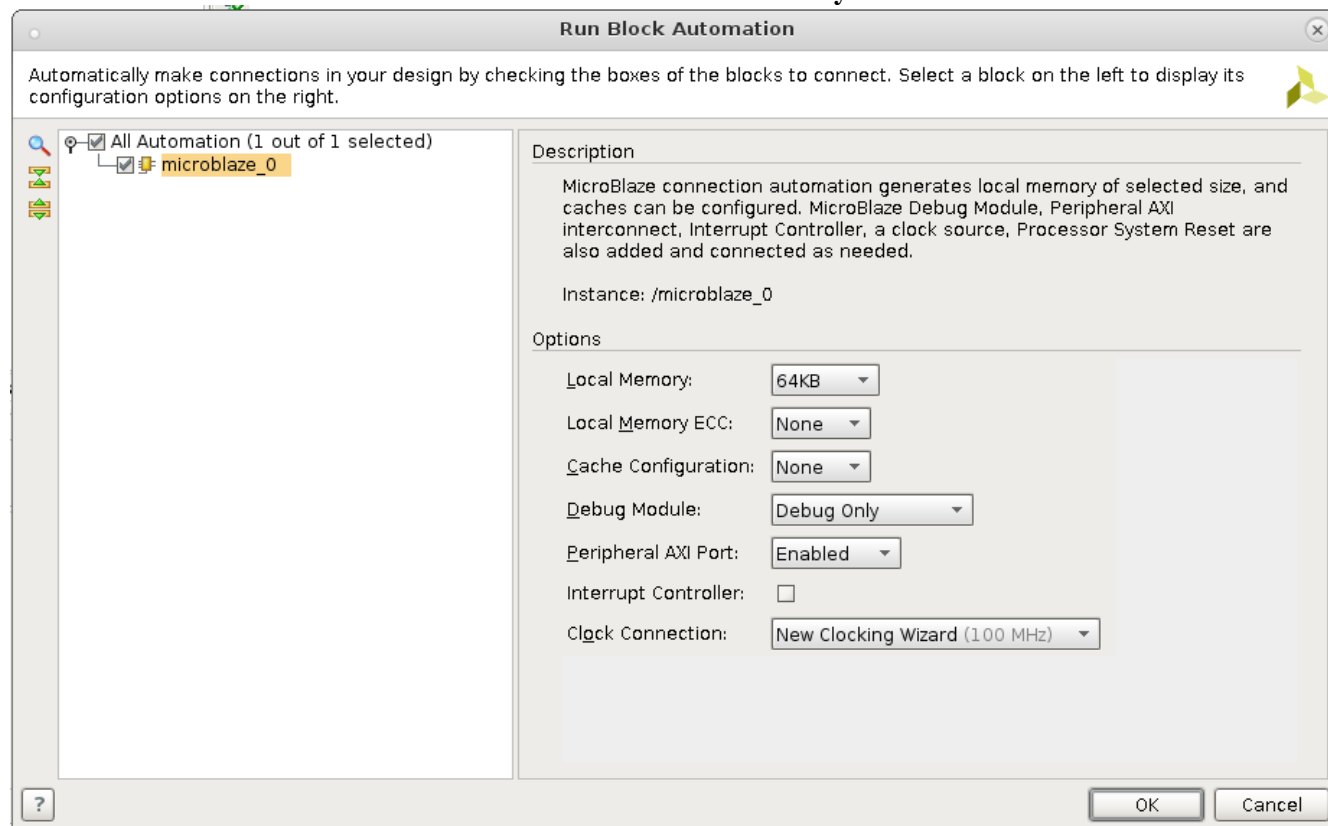 Run Block Automation
Automatically make connections in your design by checking the boxes of the blocks to connect. Select a block on the left to display its
configuration options on the right.
All Automation (1 out of 1 selected)
microblaze_0
Description
MicroBlaze connection automation generates local memory of selected size, and
caches can be configured. MicroBlaze Debug Module, Peripheral AXI
interconnect, Interrupt Controller, a clock source, Processor System Reset are
also added and connected as needed.
Instance: /microblaze_0
Options
Local Memory: 64KB
Local Memory ECC: None
Cache Configuration: None
Debug Module: Debug Only
Peripheral AXI Port: Enabled
Interrupt Controller:
Clock Connection: New Clocking Wizard (100 MHz)
?
OK Cancel